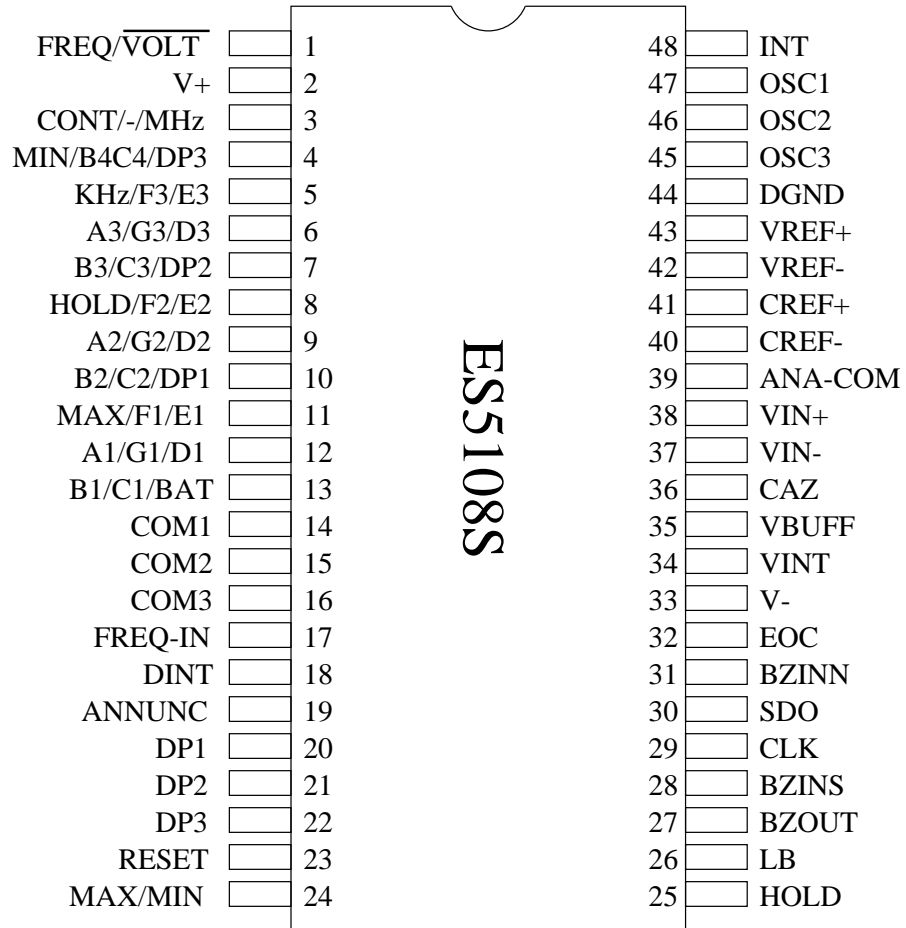 FREQ/VOLT 1 48 INT
V+ 2 47 OSC1
CONT/-/MHz 3 46 OSC2
MIN/B4C4/DP3 4 45 OSC3
KHz/F3/E3 5 44 DGND
A3/G3/D3 6 43 VREF+
B3/C3/DP2 7 42 VREF-
HOLD/F2/E2 8 41 CREF+
A2/G2/D2 9 40 CREF-
B2/C2/DP1 10 39 ANA-COM
MAX/F1/E1 11 38 VIN+
A1/G1/D1 12 37 VIN-
B1/C1/BAT 13 36 CAZ
COM1 14 35 VBUFF
COM2 15 34 VINT
COM3 16 33 V-
FREQ-IN 17 32 EOC
DINT 18 31 BZINN
ANNUNC 19 30 SDO
DP1 20 29 CLK
DP2 21 28 BZINS
DP3 22 27 BZOUT
RESET 23 26 LB
MAX/MIN 24 25 HOLD
ES5108S